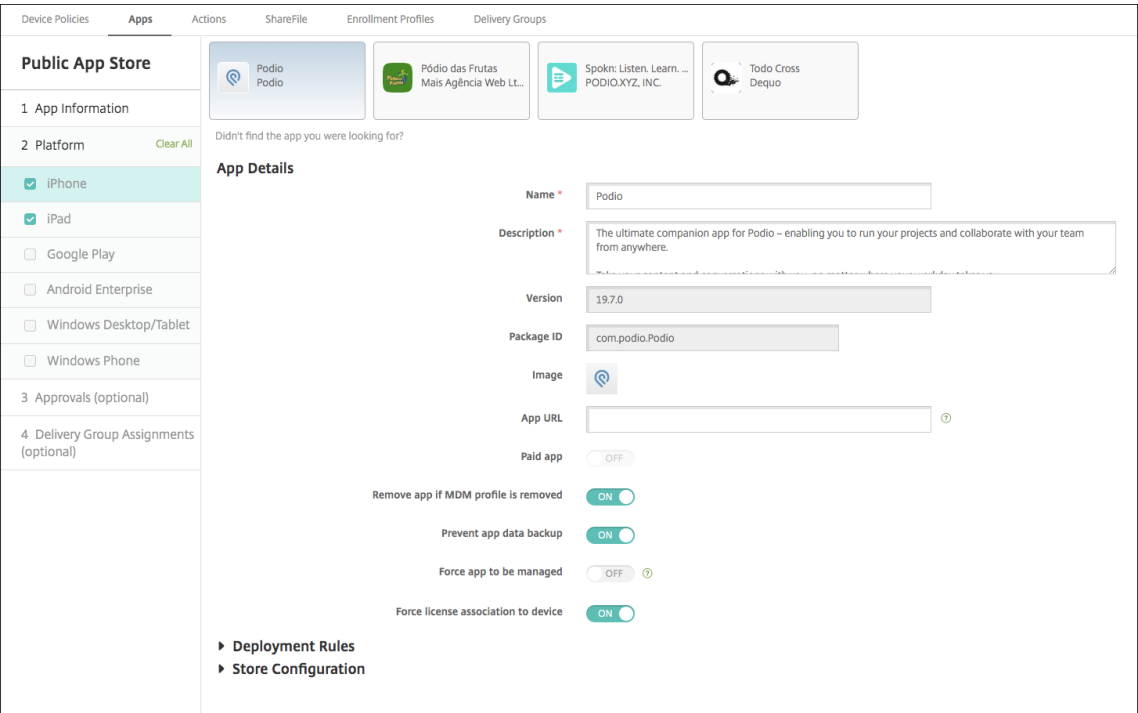 Device Policies
Apps
Actions
ShareFile
Enrollment Profiles
Delivery Groups
Public App Store
1 App Information
2 Platform
Clear All
iPhone
iPad
Google Play
Android Enterprise
Windows Desktop/Tablet
Windows Phone
3 Approvals (optional)
4 Delivery Group Assignments
(optional)
Podio
Podio
Pódio das Frutas
Mais Agência Web Lt...
Spokn: Listen. Learn. ...
PODIO.XYZ, INC.
Todo Cross
Dequo
Didn't find the app you were looking for?
App Details
Name *
Podio
Description *
The ultimate companion app for Podio – enabling you to run your projects and collaborate with your team
from anywhere.
Version
19.7.0
Package ID
com.podio.Podio
Image
App URL
Paid app
OFF
Remove app if MDM profile is removed
ON
Prevent app data backup
ON
Force app to be managed
OFF
Force license association to device
ON
Deployment Rules
Store Configuration